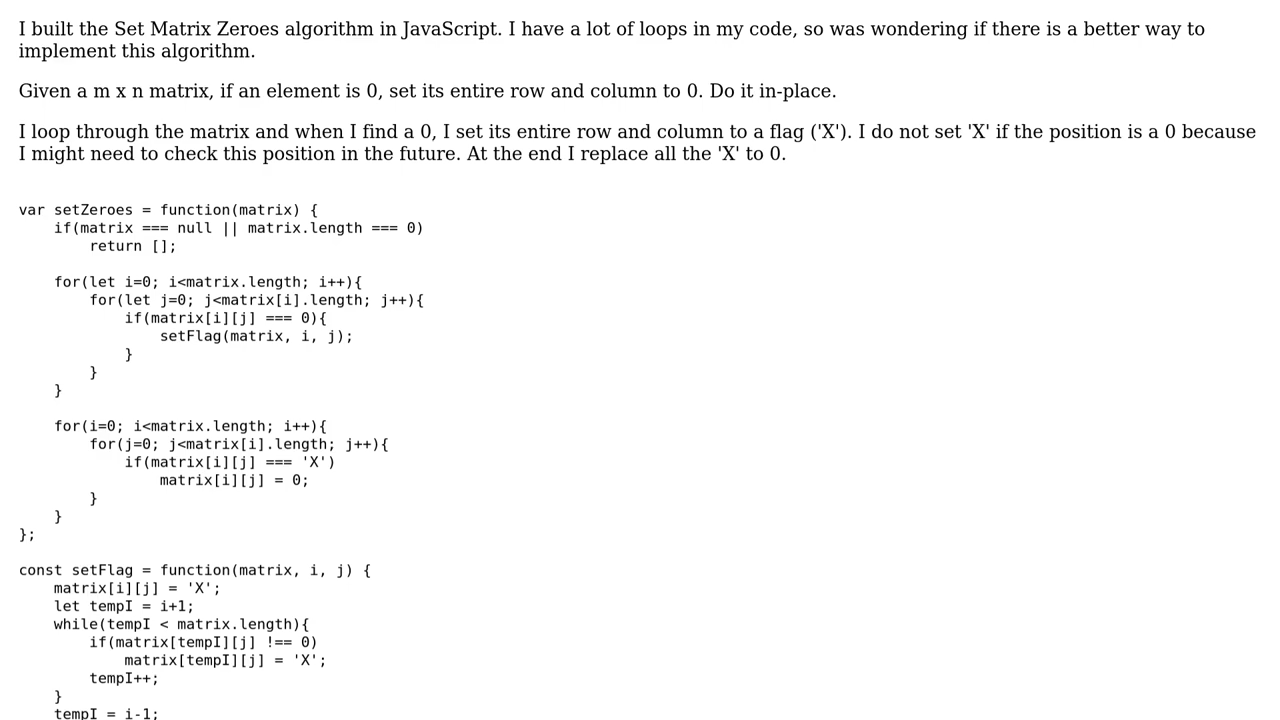 I built the Set Matrix Zeroes algorithm in JavaScript. I have a lot of loops in my code, so was wondering if there is a better way to
implement this algorithm.
Given a m x n matrix, if an element is 0, set its entire row and column to 0. Do it in-place.
I loop through the matrix and when I find a 0, I set its entire row and column to a flag ('X'). I do not set 'X' if the position is a 0 because
I might need to check this position in the future. At the end I replace all the 'X' to 0.
var setZeroes = function(matrix) {
    if(matrix === null || matrix.length === 0)
        return [];
    for(let i=0; i<matrix.length; i++){
        for(let j=0; j<matrix[i].length; j++){
            if(matrix[i][j] === 0){
                setFlag(matrix, i, j);
            }
        }
    }
    for(i=0; i<matrix.length; i++){
        for(j=0; j<matrix[i].length; j++){
            if(matrix[i][j] === 'X')
                matrix[i][j] = 0;
        }
    }
};
const setFlag = function(matrix, i, j) {
    matrix[i][j] = 'X';
    let tempI = i+1;
    while(tempI < matrix.length){
        if(matrix[tempI][j] !== 0)
            matrix[tempI][j] = 'X';
        tempI++;
    }
    tempI = i-1;